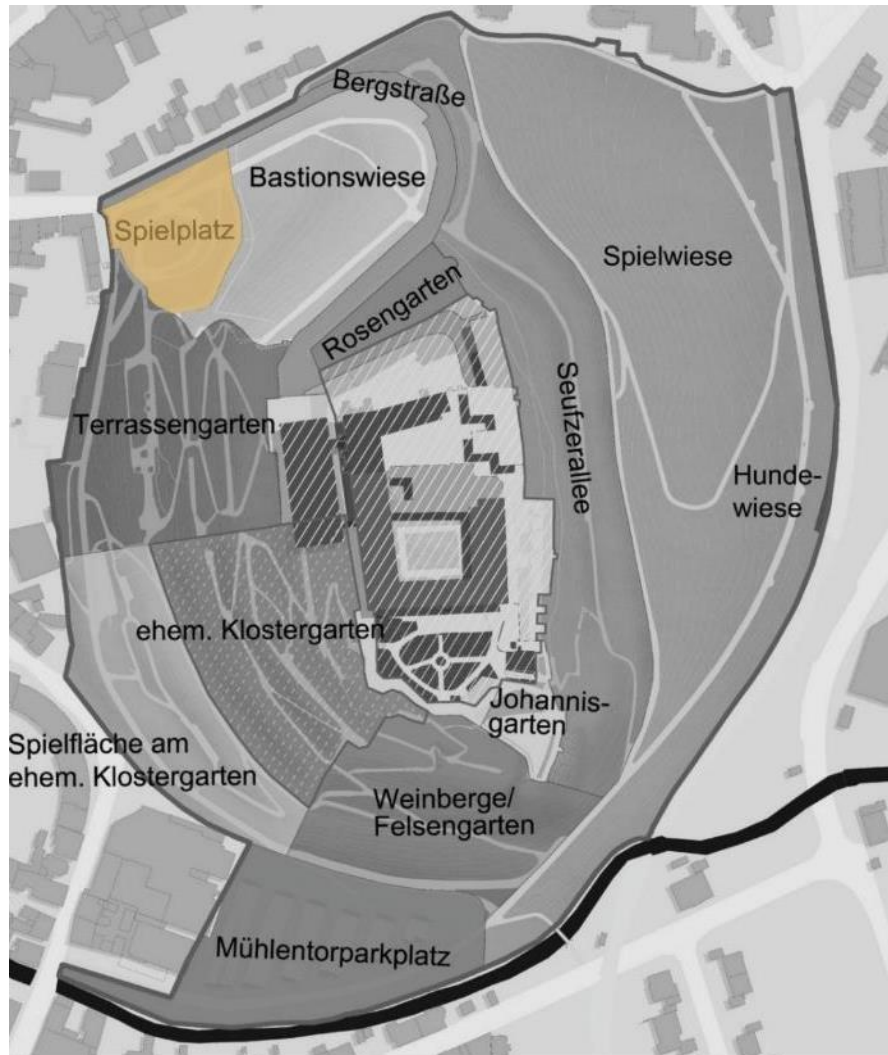 Bergstraße
Bastionswiese
Spielplatz
Spielwiese
Rosengarten
Seufzerallee
Terrassengarten
Hunde-
wiese
ehem. Klostergarten
Johannis-
garten
Spielfläche am
ehem. Klostergarten
Weinberge/
Felsengarten
Mühlentorparkplatz